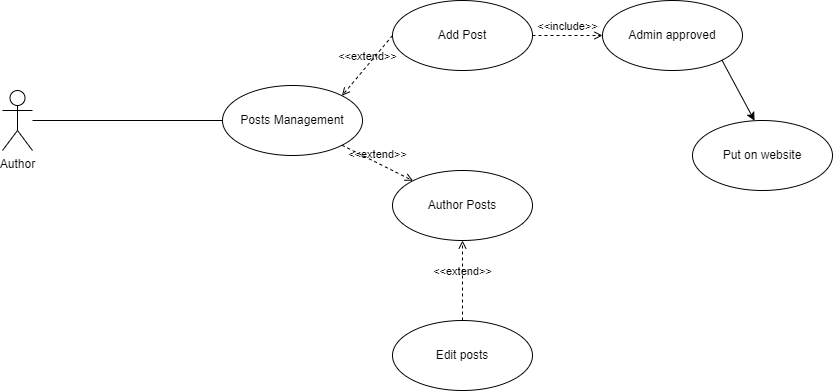 Add Post
<<include>>
Admin approved
<<extend>>
Posts Management
Author
<<extend>>
Put on website
Author Posts
<<extend>>
Edit posts